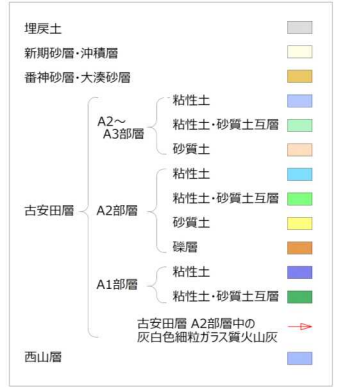 埋戻土
新期砂層・沖積層
番神砂層・大湊砂層
古安田層
A2～
A3部層
粘性土
粘性土・砂質土互層
砂質土
A2部層
粘性土
粘性土・砂質土互層
砂質土
礫層
A1部層
粘性土
粘性土・砂質土互層
古安田層 A2部層中の
灰白色細粒ガラス質火山灰
西山層